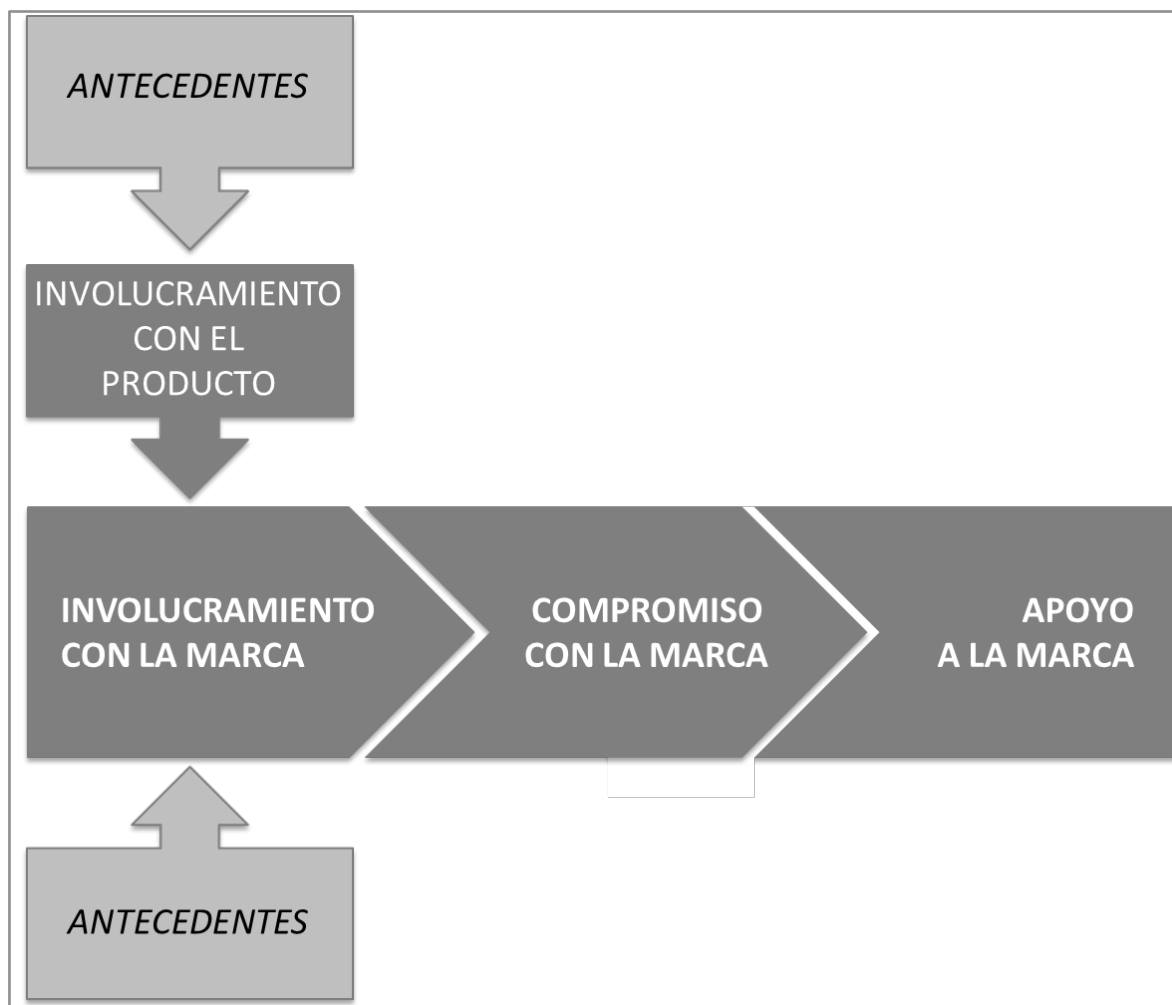 ANTECEDENTES
INVOLUCRAMIENTO
CON EL
PRODUCTO
INVOLUCRAMIENTO
CON LA MARCA
COMPROMISO
CON LA MARCA
APOYO
A LA MARCA
ANTECEDENTES